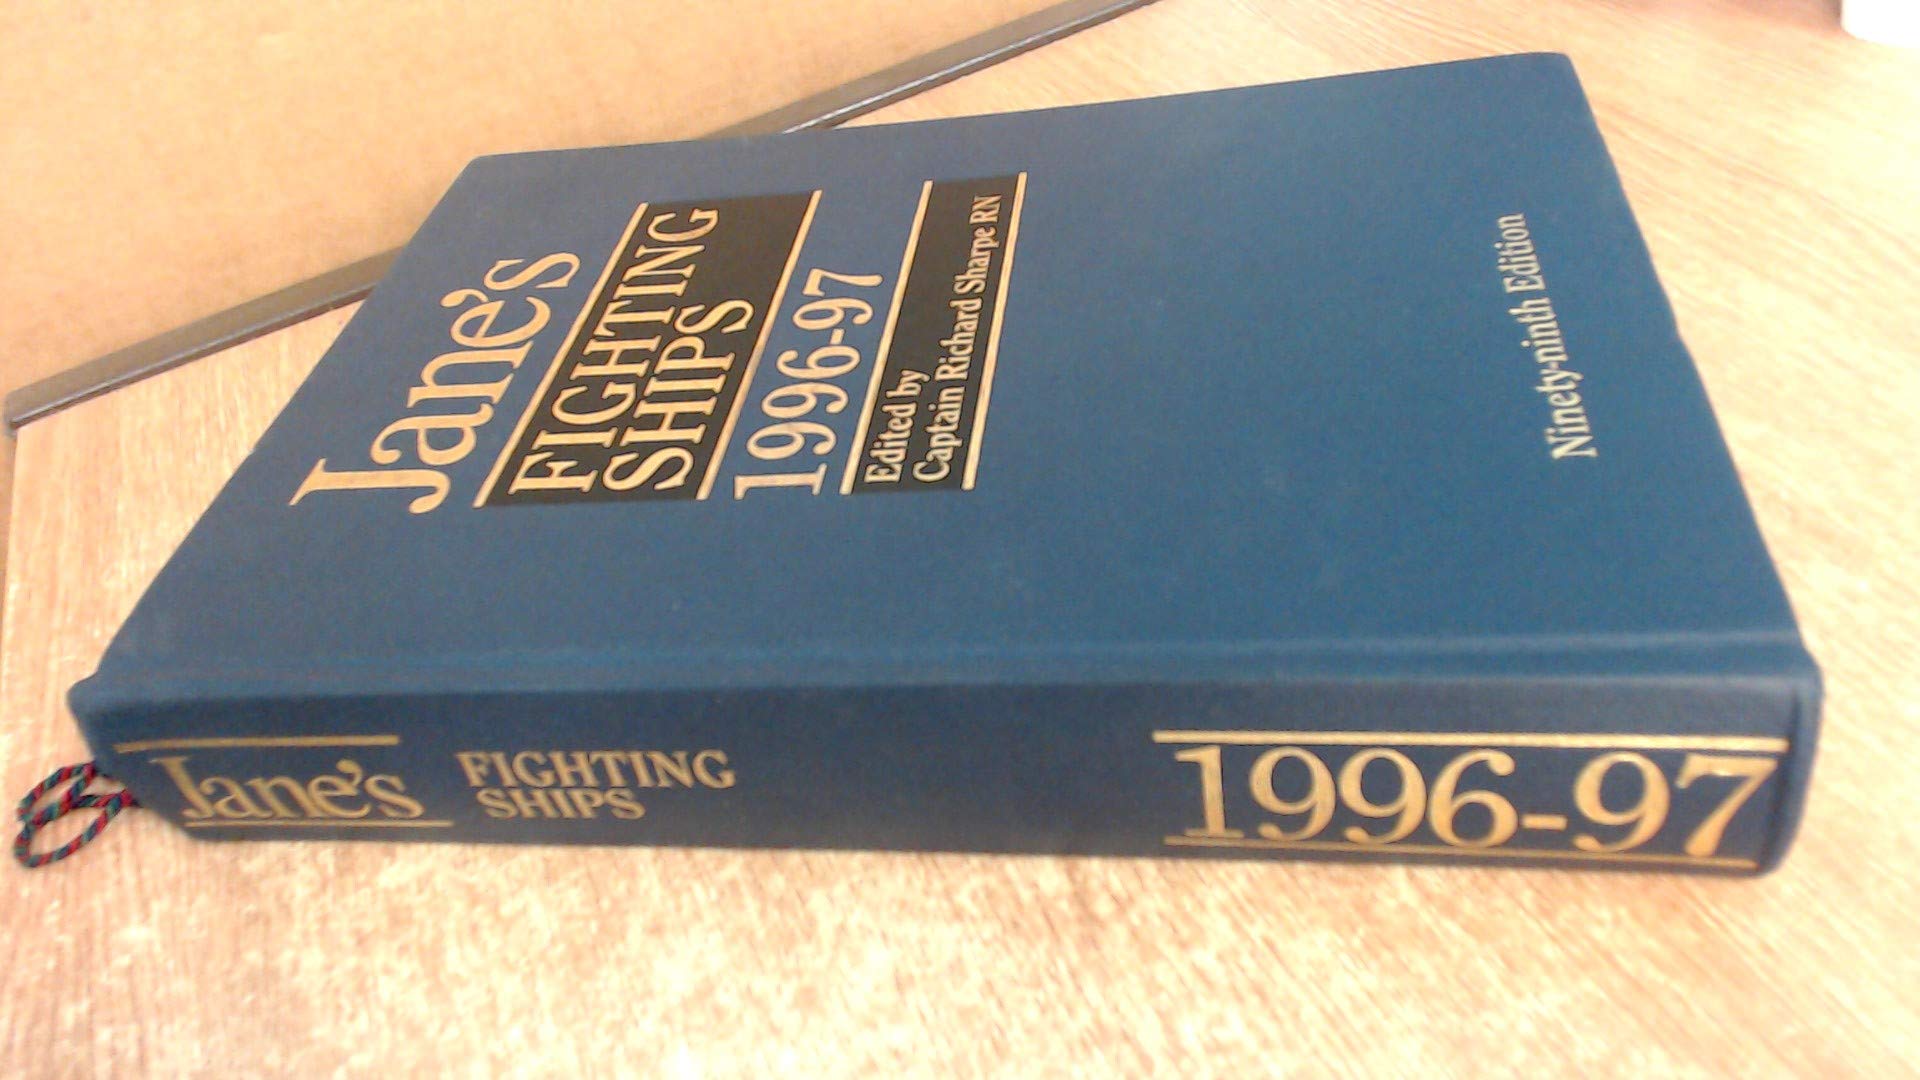 Jane's
FIGHTING
SHIPS
1996-97
Edited by
Captain Richard Sharpe RN
Ninety-ninth Edition
Jane's
FIGHTING
SHIPS
1996-97